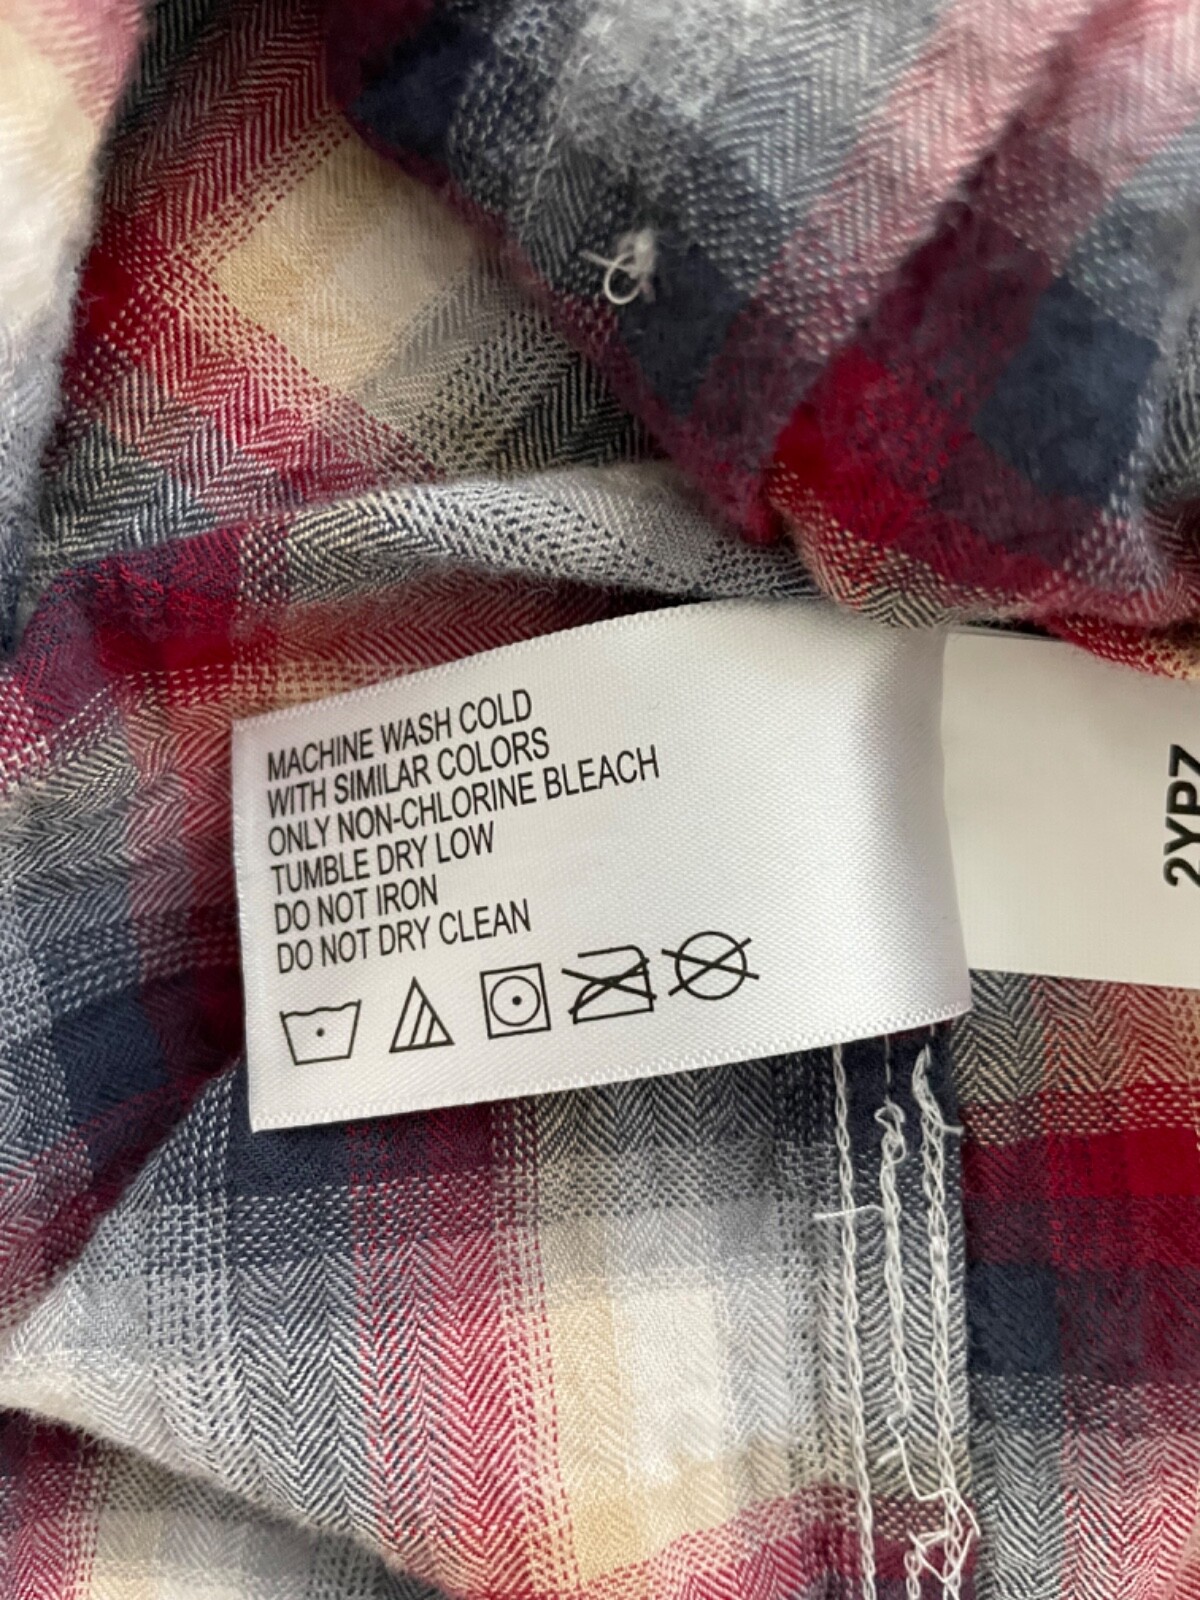 MACHINE WASH COLD
WITH SIMILAR COLORS
ONLY NON-CHLORINE BLEACH
TUMBLE DRY LOW
DO NOT IRON
DO NOT DRY CLEAN
2YPZ